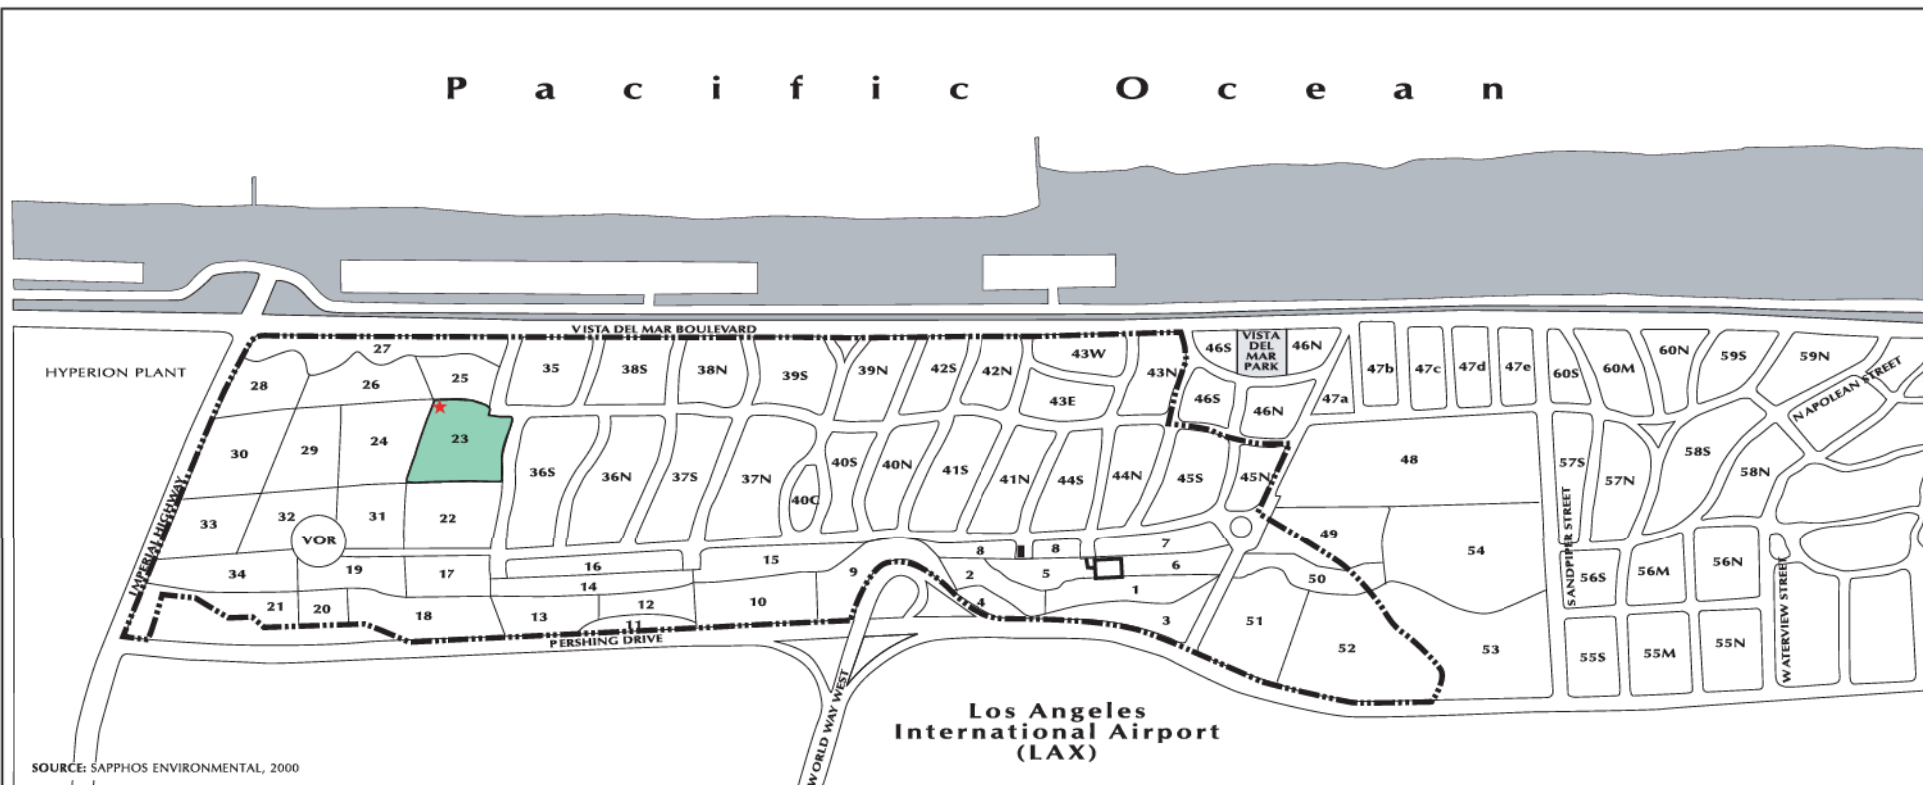 Pacific Ocean
VISTA DEL MAR BOULEVARD
HYPERION PLANT
IMPERIAL HIGHWAY
27
28
26
25
35
38S
38N
39S
39N
42S
42N
43W
43E
43N
46S
VISTA
DEL
MAR
PARK
46N
46S
46N
47a
47b
47c
47d
47e
60S
60M
60N
59S
59N
NAPOLEAN STREET
30
29
24
23
36S
36N
37S
37N
40C
40S
40N
41S
41N
44S
44N
45S
45N
48
57S
57N
58S
58N
SANDPIPER STREET
33
32
31
22
VOR
34
19
17
16
15
14
9
8
8
7
2
5
6
4
1
3
49
50
54
56S
56M
56N
WATERVIEW STREET
21
20
18
13
12
11
10
51
52
53
55S
55M
55N
PERSHING DRIVE
WORLD WAY WEST
Los Angeles
International Airport
(LAX)
SOURCE: SAPPHOS ENVIRONMENTAL, 2000